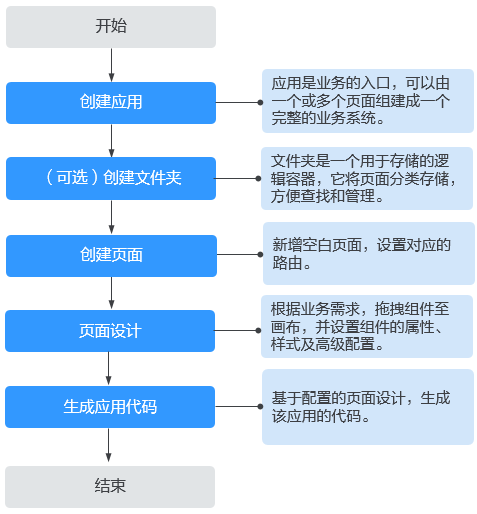 开始
创建应用
应用是业务的入口，可以由
一个或多个页面组建成一个
完整的业务系统。
（可选）创建文件夹
文件夹是一个用于存储的逻
辑容器，它将页面分类存储，
方便查找和管理。
创建页面
新增空白页面，设置对应的
路由。
页面设计
根据业务需求，拖拽组件至
画布，并设置组件的属性、
样式及高级配置。
生成应用代码
基于配置的页面设计，生成
该应用的代码。
结束